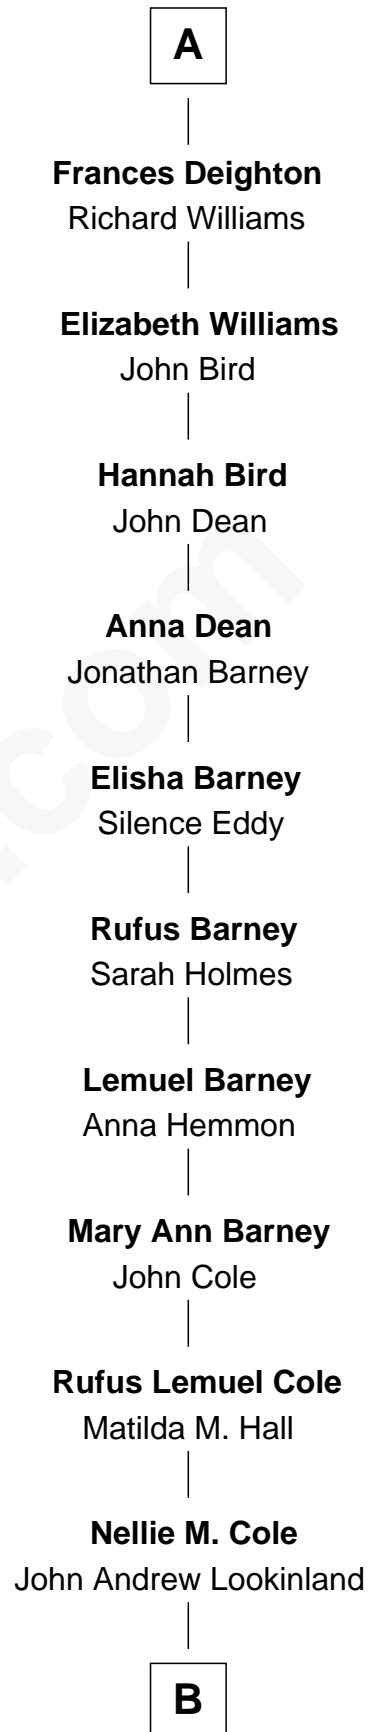 A
Frances Deighton
Richard Williams
Elizabeth Williams
John Bird
Hannah Bird
John Dean
Anna Dean
Jonathan Barney
Elisha Barney
Silence Eddy
Rufus Barney
Sarah Holmes
Lemuel Barney
Anna Hemmon
Mary Ann Barney
John Cole
Rufus Lemuel Cole
Matilda M. Hall
Nellie M. Cole
John Andrew Lookinland
B
.com